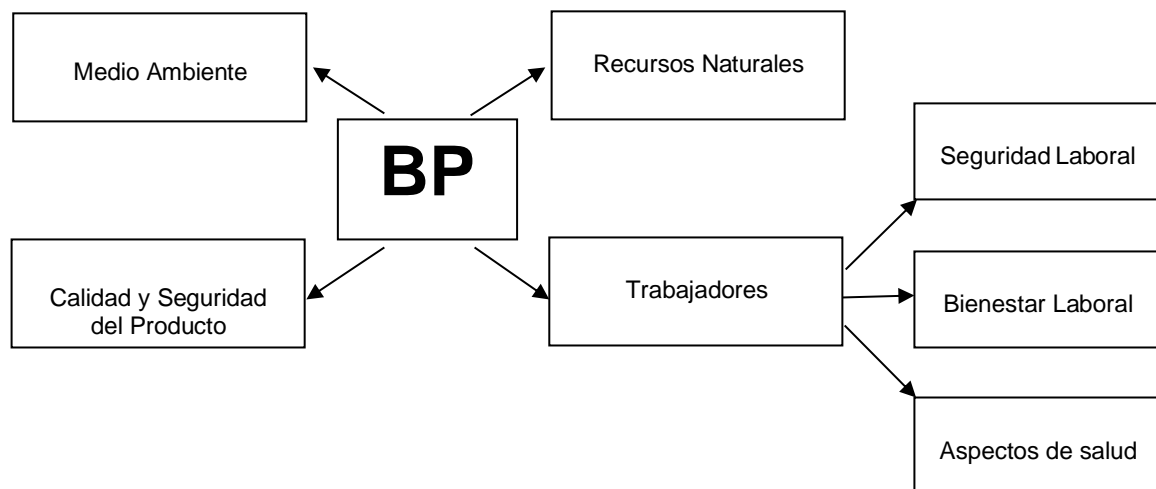 Medio Ambiente
Recursos Naturales
BP
Seguridad Laboral
Calidad y Seguridad
del Producto
Trabajadores
Bienestar Laboral
Aspectos de salud